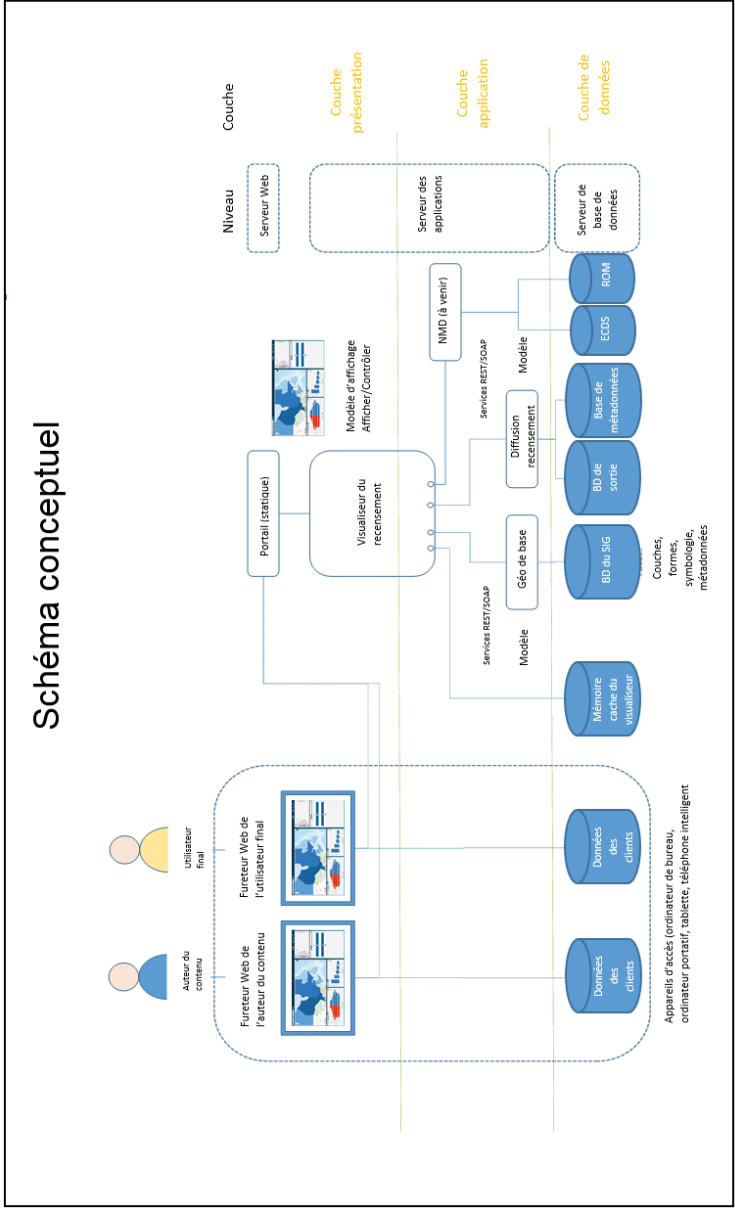 Schéma conceptuel
Auteur du
contenu
Utilisateur
final
Niveau
Couche
Fureteur Web de
l'auteur du contenu
Fureteur Web de
l'utilisateur final
Portail (statique)
Serveur Web
Visualiseur du
recensement
Modèle d'affichage
Afficher/Contrôler
Couche
présentation
Serveur des
applications
NMD (à venir)
Couche
application
Services REST/SOAP
Services REST/SOAP
Modèle
Géo de base
Diffusion
recensement
Modèle
Données
des
clients
Données
des
clients
Mémoire
cache du
visualiseur
BD du SIG
BD de
sortie
Base de
métadonnées
ECDS
ROM
Serveur de
base de
données
Couche de
données
Couches,
formes,
symbologie,
métadonnées
Appareils d'accès (ordinateur de bureau,
ordinateur portatif, tablette, téléphone intelligent